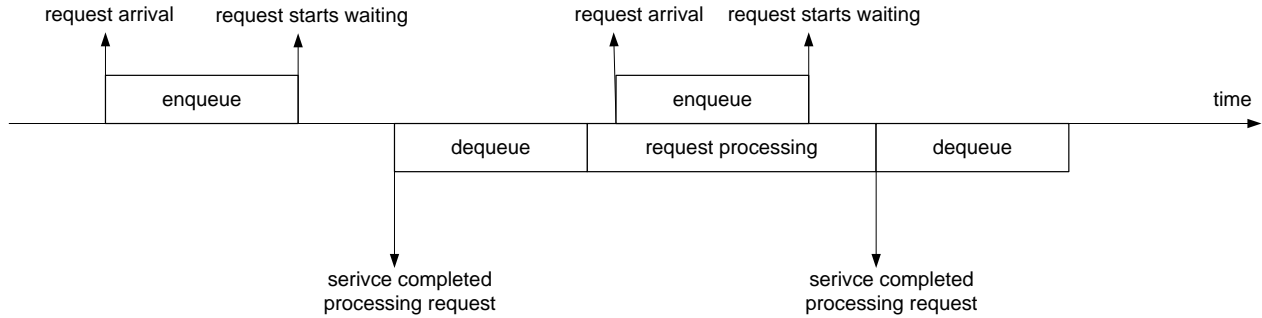 request arrival
request starts waiting
request arrival
request starts waiting
enqueue
enqueue
time
dequeue
request processing
dequeue
serivce completed
processing request
serivce completed
processing request